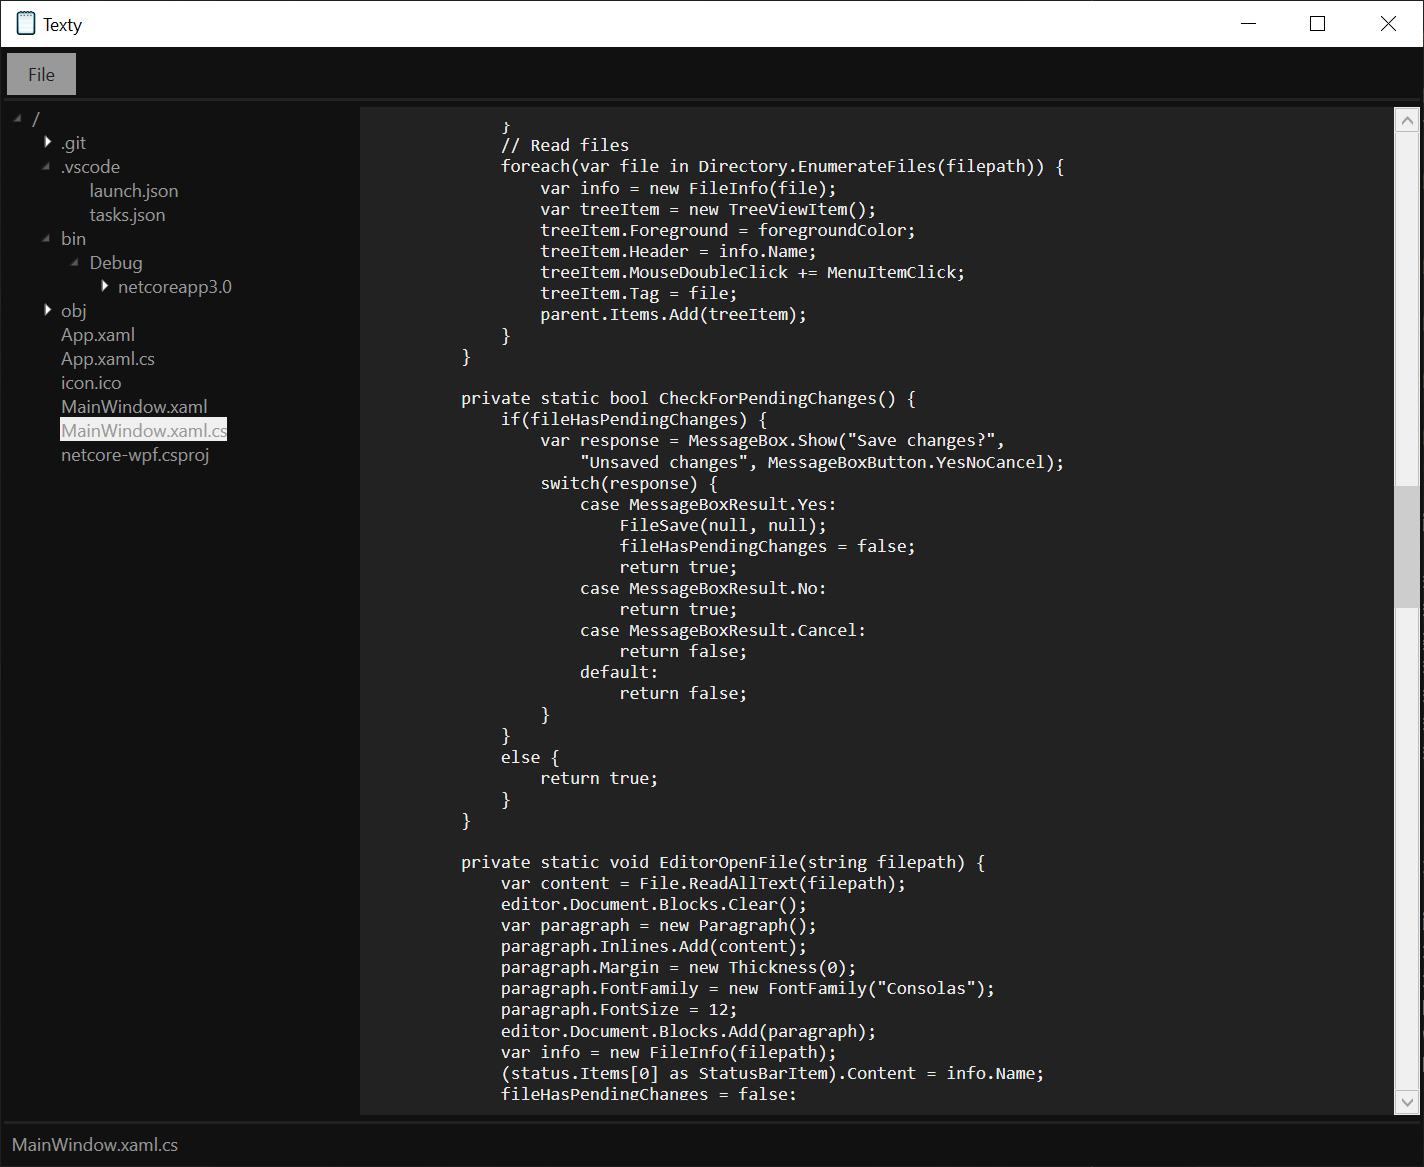 Texty
File
/
.git
.vscode
launch.json
tasks.json
bin
Debug
netcoreapp3.0
obj
App.xaml
App.xaml.cs
icon.ico
MainWindow.xaml
MainWindow.xaml.cs
netcore-wpf.csproj
}
// Read files
foreach(var file in Directory.EnumerateFiles(filepath)) {
var info = new FileInfo(file);
var treeItem = new TreeViewItem();
treeItem.Foreground = foregroundColor;
treeItem.Header = info.Name;
treeItem.MouseDoubleClick += MenuItemClick;
treeItem.Tag = file;
parent.Items.Add(treeItem);
}
}
private static bool CheckForPendingChanges() {
if(fileHasPendingChanges) {
var response = MessageBox.Show("Save changes?",
"Unsaved changes", MessageBoxButton.YesNoCancel);
switch(response) {
case MessageBoxResult.Yes:
FileSave(null, null);
fileHasPendingChanges = false;
return true;
case MessageBoxResult.No:
return true;
case MessageBoxResult.Cancel:
return false;
default:
return false;
}
}
else {
return true;
}
}
private static void EditorOpenFile(string filepath) {
var content = File.ReadAllText(filepath);
editor.Document.Blocks.Clear();
var paragraph = new Paragraph();
paragraph.Inlines.Add(content);
paragraph.Margin = new Thickness(0);
paragraph.FontFamily = new FontFamily("Consolas");
paragraph.FontSize = 12;
editor.Document.Blocks.Add(paragraph);
var info = new FileInfo(filepath);
(status.Items[0] as StatusBarItem).Content = info.Name;
fileHasPendingChanges = false;
MainWindow.xaml.cs